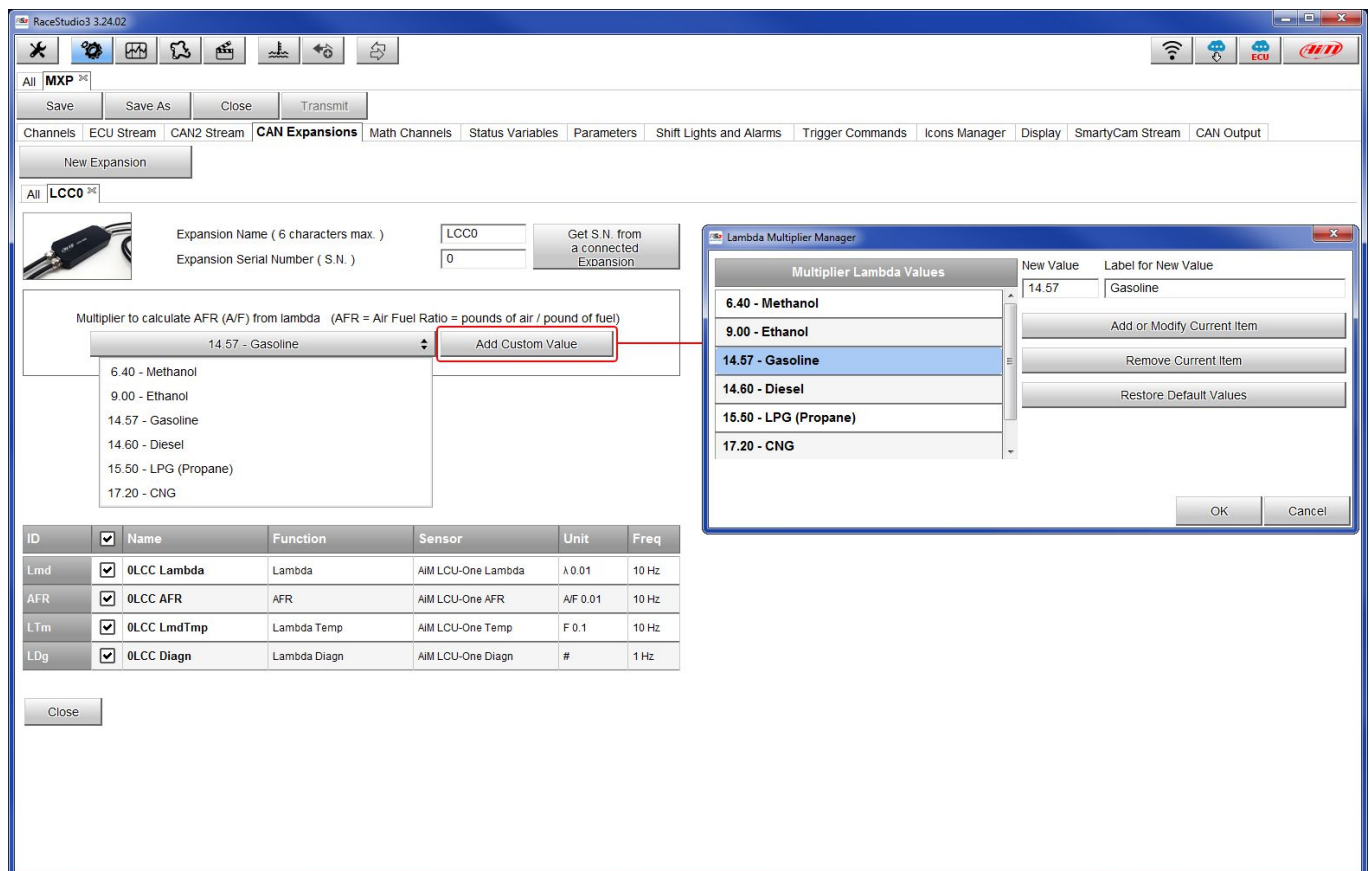 RaceStudio3 3.24.02
ECU
AiM
All MXP
Save Save As Close Transmit
Channels ECU Stream CAN2 Stream CAN Expansions Math Channels Status Variables Parameters Shift Lights and Alarms Trigger Commands Icons Manager Display SmartyCam Stream CAN Output
New Expansion
All LCC0
Expansion Name ( 6 characters max. ) LCC0
Expansion Serial Number ( S.N. ) 0
Get S.N. from
a connected
Expansion
Multiplier to calculate AFR (A/F) from lambda (AFR = Air Fuel Ratio = pounds of air / pound of fuel)
14.57 - Gasoline Add Custom Value
6.40 - Methanol
9.00 - Ethanol
14.57 - Gasoline
14.60 - Diesel
15.50 - LPG (Propane)
17.20 - CNG
Lambda Multiplier Manager
Multiplier Lambda Values
6.40 - Methanol
9.00 - Ethanol
14.57 - Gasoline
14.60 - Diesel
15.50 - LPG (Propane)
17.20 - CNG
New Value Label for New Value
14.57 Gasoline
Add or Modify Current Item
Remove Current Item
Restore Default Values
OK Cancel
ID Name Function Sensor Unit Freq
Lmd 0LCC Lambda Lambda AiM LCU-One Lambda λ 0.01 10 Hz
AFR 0LCC AFR AFR AiM LCU-One AFR A/F 0.01 10 Hz
LTm 0LCC LmdTmp Lambda Temp AiM LCU-One Temp F 0.1 10 Hz
LDg 0LCC Diagn Lambda Diagn AiM LCU-One Diagn # 1 Hz
Close